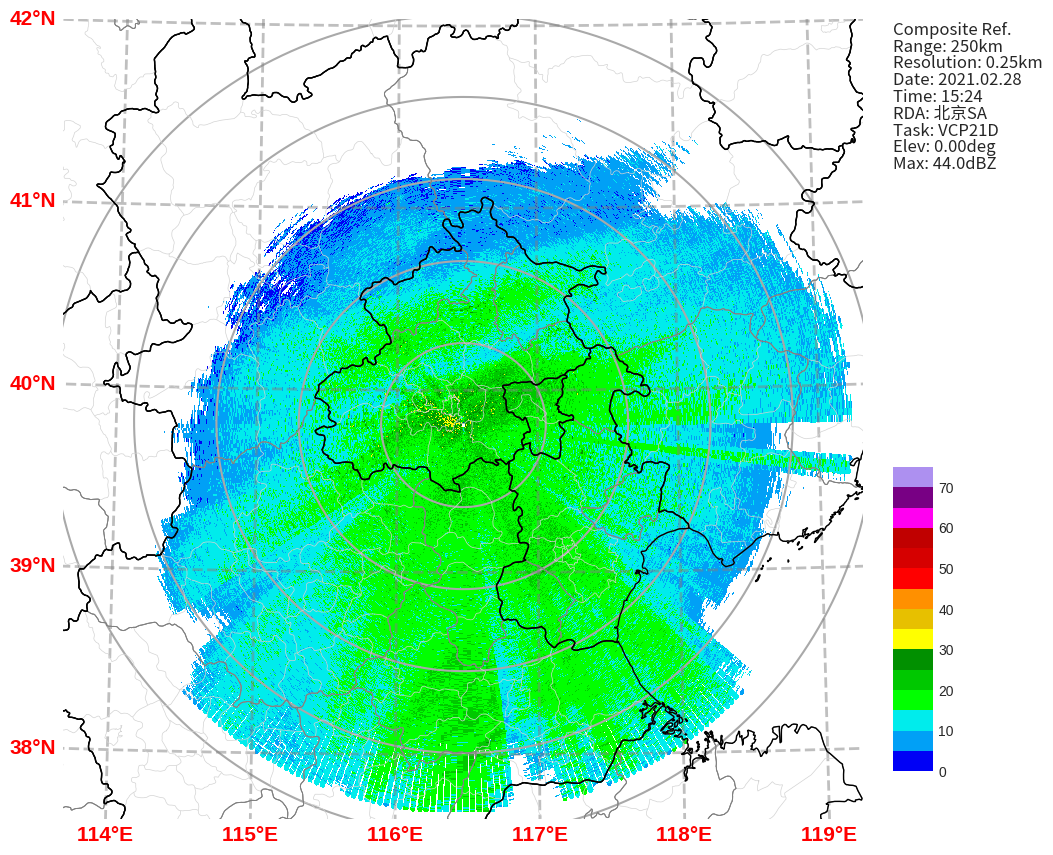 42°N
41°N
40°N
39°N
38°N
114°E
115°E
116°E
117°E
118°E
119°E
Composite Ref.
Range: 250km
Resolution: 0.25km
Date: 2021.02.28
Time: 15:24
RDA: 北京SA
Task: VCP21D
Elev: 0.00deg
Max: 44.0dBZ
70
60
50
40
30
20
10
0